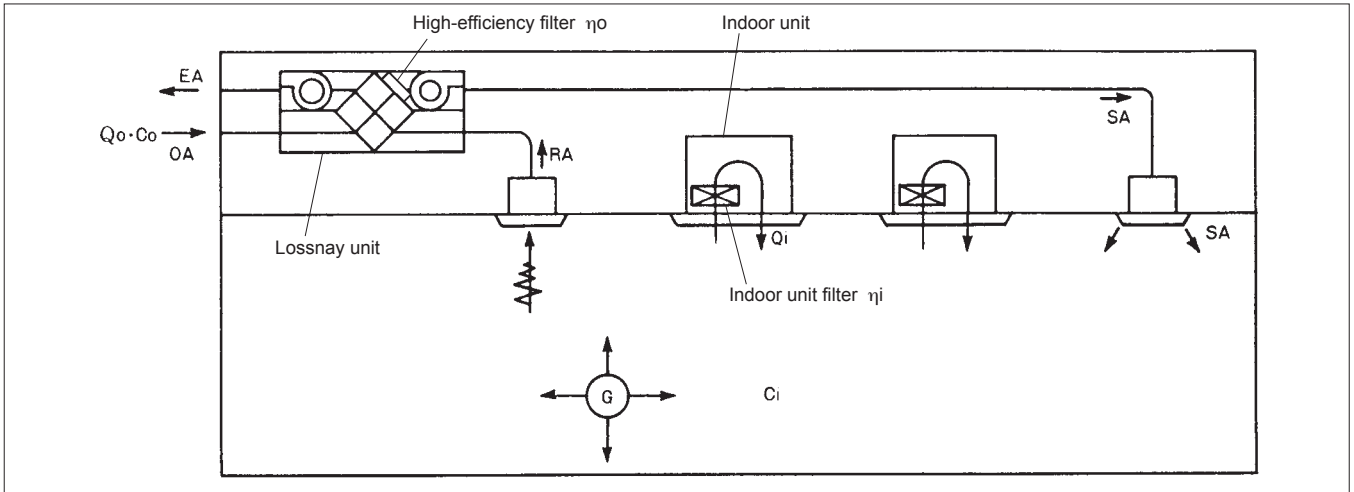 High-efficiency filter ηo
Indoor unit
EA
SA
Qo·Co
OA
RA
Lossnay unit
Qi
SA
Indoor unit filter ηi
G
Ci